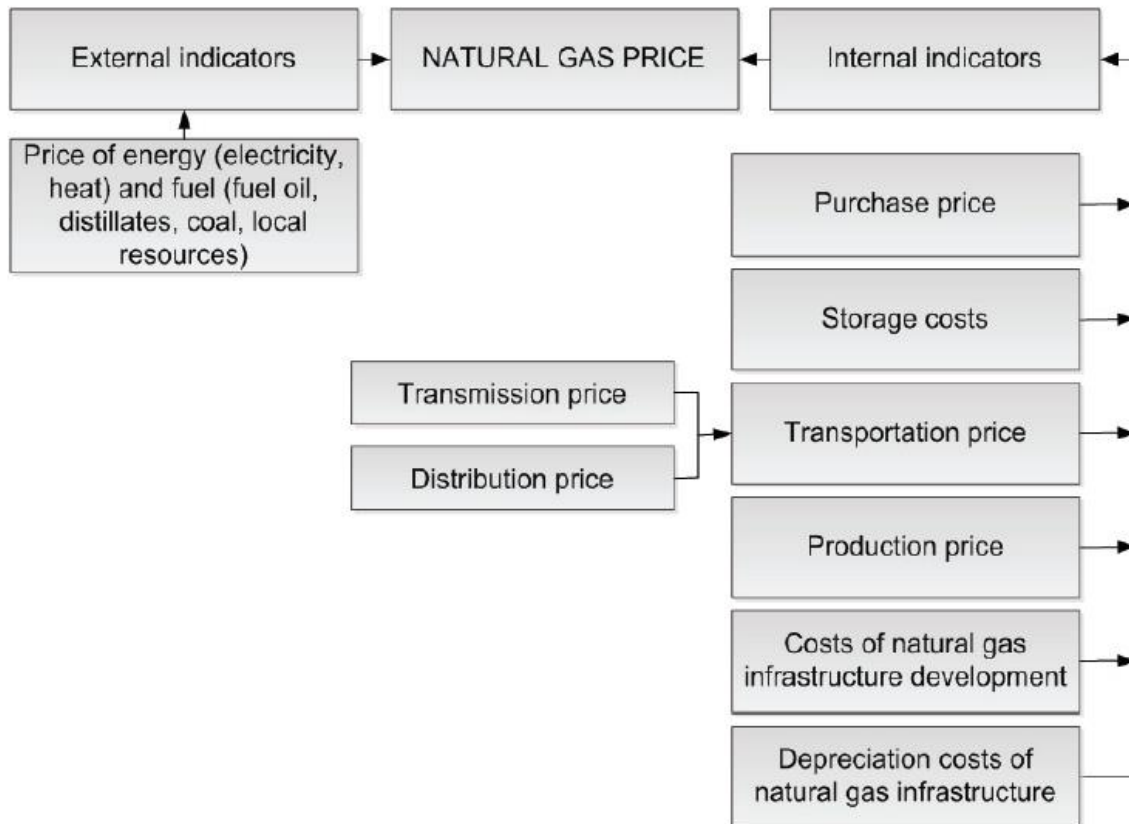 External indicators
NATURAL GAS PRICE
Internal indicators
Price of energy (electricity,
heat) and fuel (fuel oil,
distillates, coal, local
resources)
Purchase price
Storage costs
Transmission price
Distribution price
Transportation price
Production price
Costs of natural gas
infrastructure development
Depreciation costs of
natural gas infrastructure